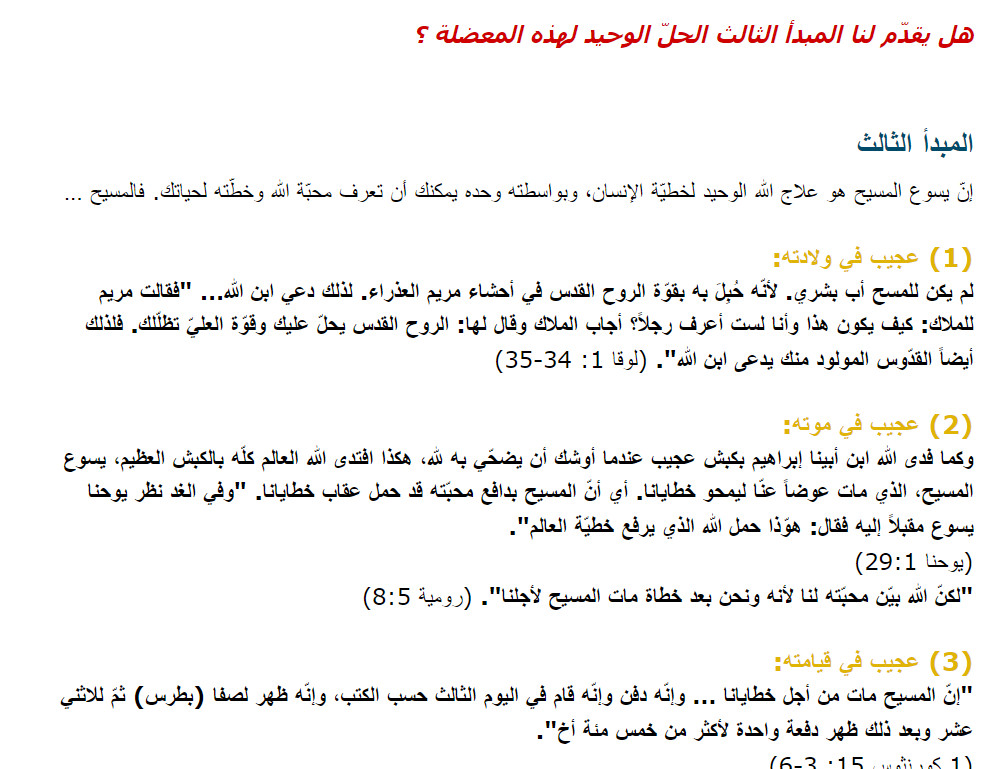 هل يقدّم لنا المبدأ الثالث الحلّ الوحيد لهذه المعضلة ؟
المبدأ الثالث
إنّ يسوع المسيح هو علاج الله الوحيد لخطيّة الإنسان، وبواسطته وحده يمكنك أن تعرف محبّة الله وخطّته لحياتك. فالمسيح ...
(1) عجيب في ولادته:
لم يكن للمسح أب بشري. لأنّه حُبِلَ به بقوّة الروح القدس في أحشاء مريم العذراء. لذلك دعي ابن الله... "فقالت مريم
للملاك: كيف يكون هذا وأنا لست أعرف رجلاً؟ أجاب الملاك وقال لها: الروح القدس يحلّ عليك وقوّة العليّ تظلّلك. فلذلك
أيضاً القدّوس المولود منك يدعى ابن الله". (لوقا 1: 34-35)
(2) عجيب في موته:
وكما فدى الله ابن أبينا إبراهيم بكبش عجيب عندما أوشك أن يضحّي به لله، هكذا افتدى الله العالم كلّه بالكبش العظيم، يسوع
المسيح، الذي مات عوضاً عنّا ليمحو خطايانا. أي أنّ المسيح بدافع محبّته قد حمل عقاب خطايانا. "وفي الغد نظر يوحنا
يسوع مقبلاً إليه فقال: هوّذا حمل الله الذي يرفع خطيّة العالم".
(يوحنا 29:1)
"لكنّ الله بيّن محبّته لنا لأنه ونحن بعد خطاة مات المسيح لأجلنا". (رومية 8:5)
(3) عجيب في قيامته:
"إنّ المسيح مات من أجل خطايانا ... وإنّه دفن وإنّه قام في اليوم الثالث حسب الكتب، وإنّه ظهر لصفا (بطرس) ثمّ للاثني
عشر وبعد ذلك ظهر دفعة واحدة لأكثر من خمس مئة أخ".
(1 كورنثوس 15: 3-6)